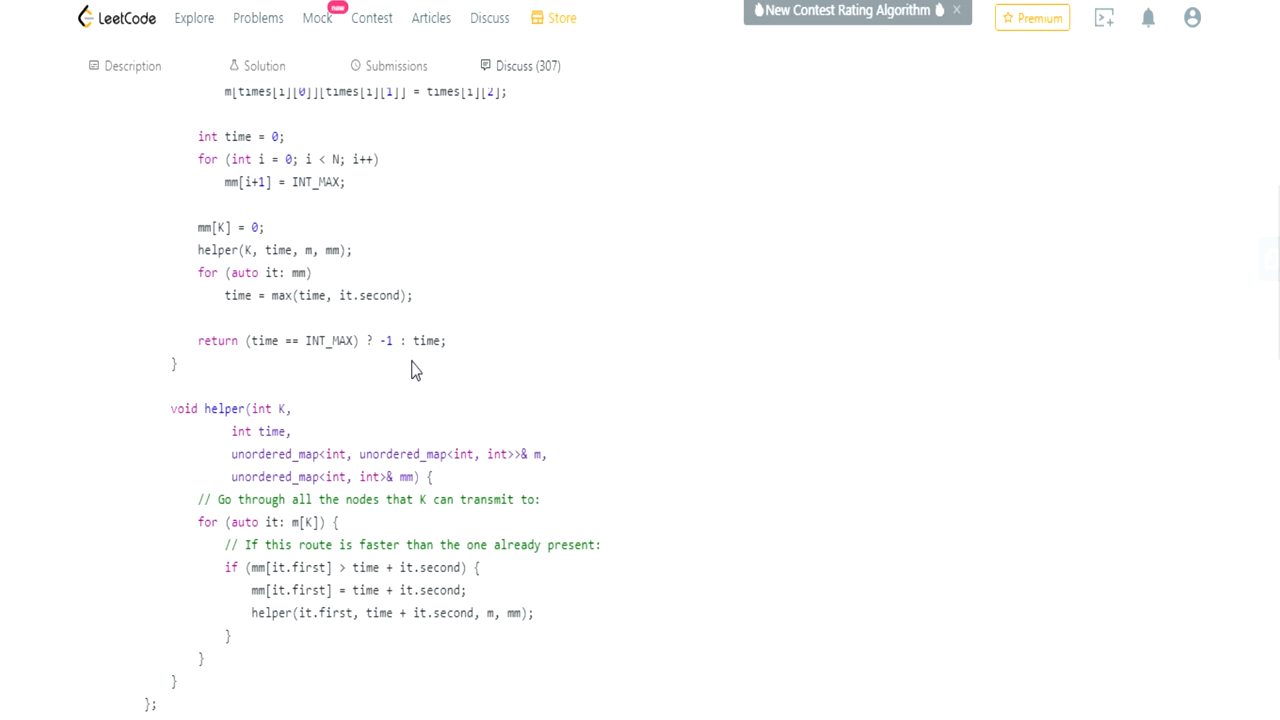 LeetCode Explore Problems Mock new Contest Articles Discuss Store New Contest Rating Algorithm × Premium
Description Solution Submissions Discuss (307)
m[times[i][0]][times[i][1]] = times[i][2];
int time = 0;
for (int i = 0; i < N; i++)
mm[i+1] = INT_MAX;
mm[K] = 0;
helper(K, time, m, mm);
for (auto it: mm)
time = max(time, it.second);
return (time == INT_MAX) ? -1 : time;
}
void helper(int K,
int time,
unordered_map<int, unordered_map<int, int>>& m,
unordered_map<int, int>& mm) {
// Go through all the nodes that K can transmit to:
for (auto it: m[K]) {
// If this route is faster than the one already present:
if (mm[it.first] > time + it.second) {
mm[it.first] = time + it.second;
helper(it.first, time + it.second, m, mm);
}
}
}
};